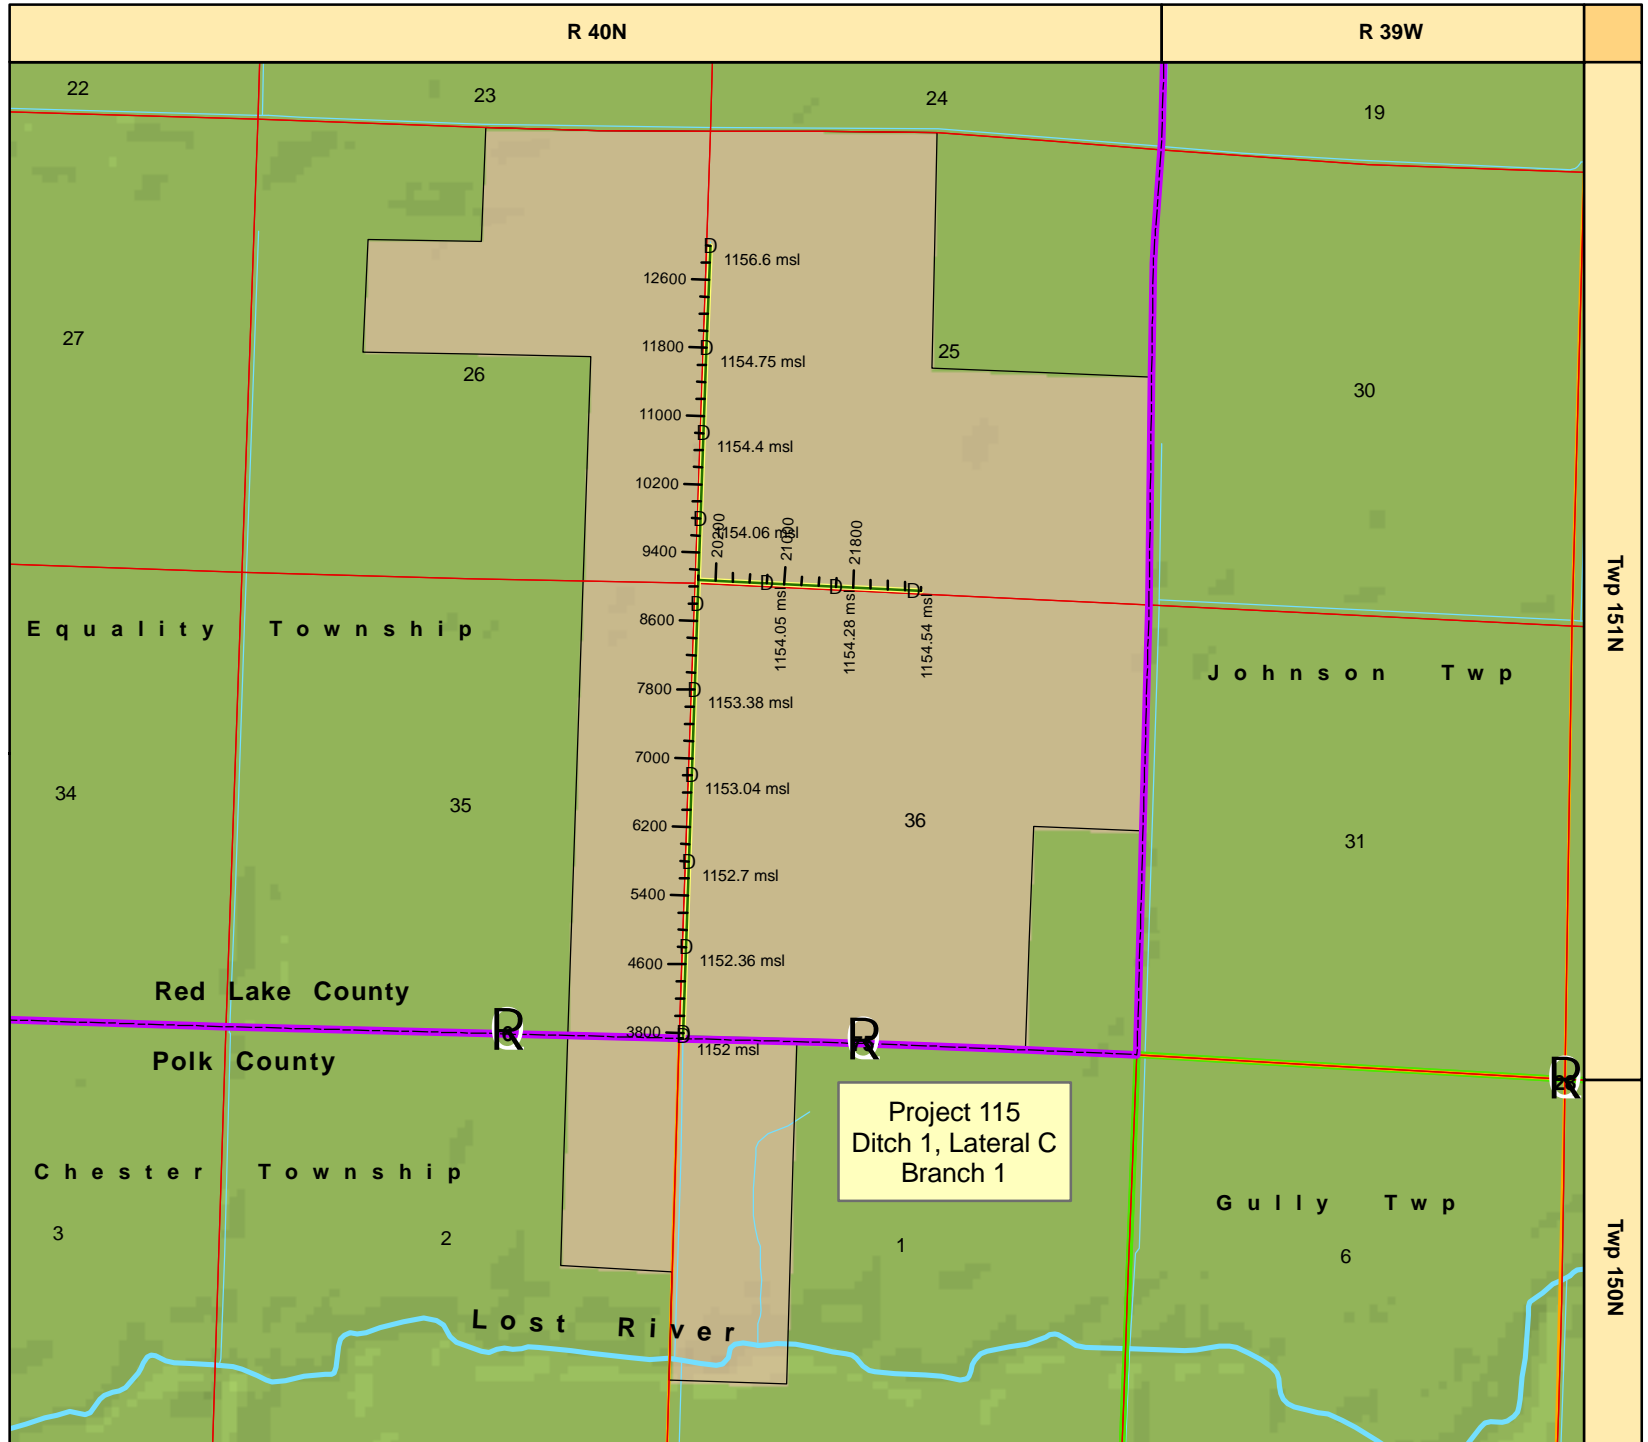 R 40N
R 39W
22
23
24
19
1156.6 msl
12600
27
11800
1154.75 msl
25
26
30
11000
1154.4 msl
10200
1154.06 msl
20200
21000
21800
9400
Twp 151N
8600
1154.05 msl
1154.28 msl
1154.54 msl
Equality Township
Johnson Twp
7800
1153.38 msl
7000
1153.04 msl
34
35
36
6200
31
5400
1152.7 msl
4600
1152.36 msl
Red Lake County
3800
1152 msl
Polk County
R
R
R
Project 115
Ditch 1, Lateral C
Branch 1
Chester Township
Gully Twp
3
2
1
6
Twp 150N
Lost River